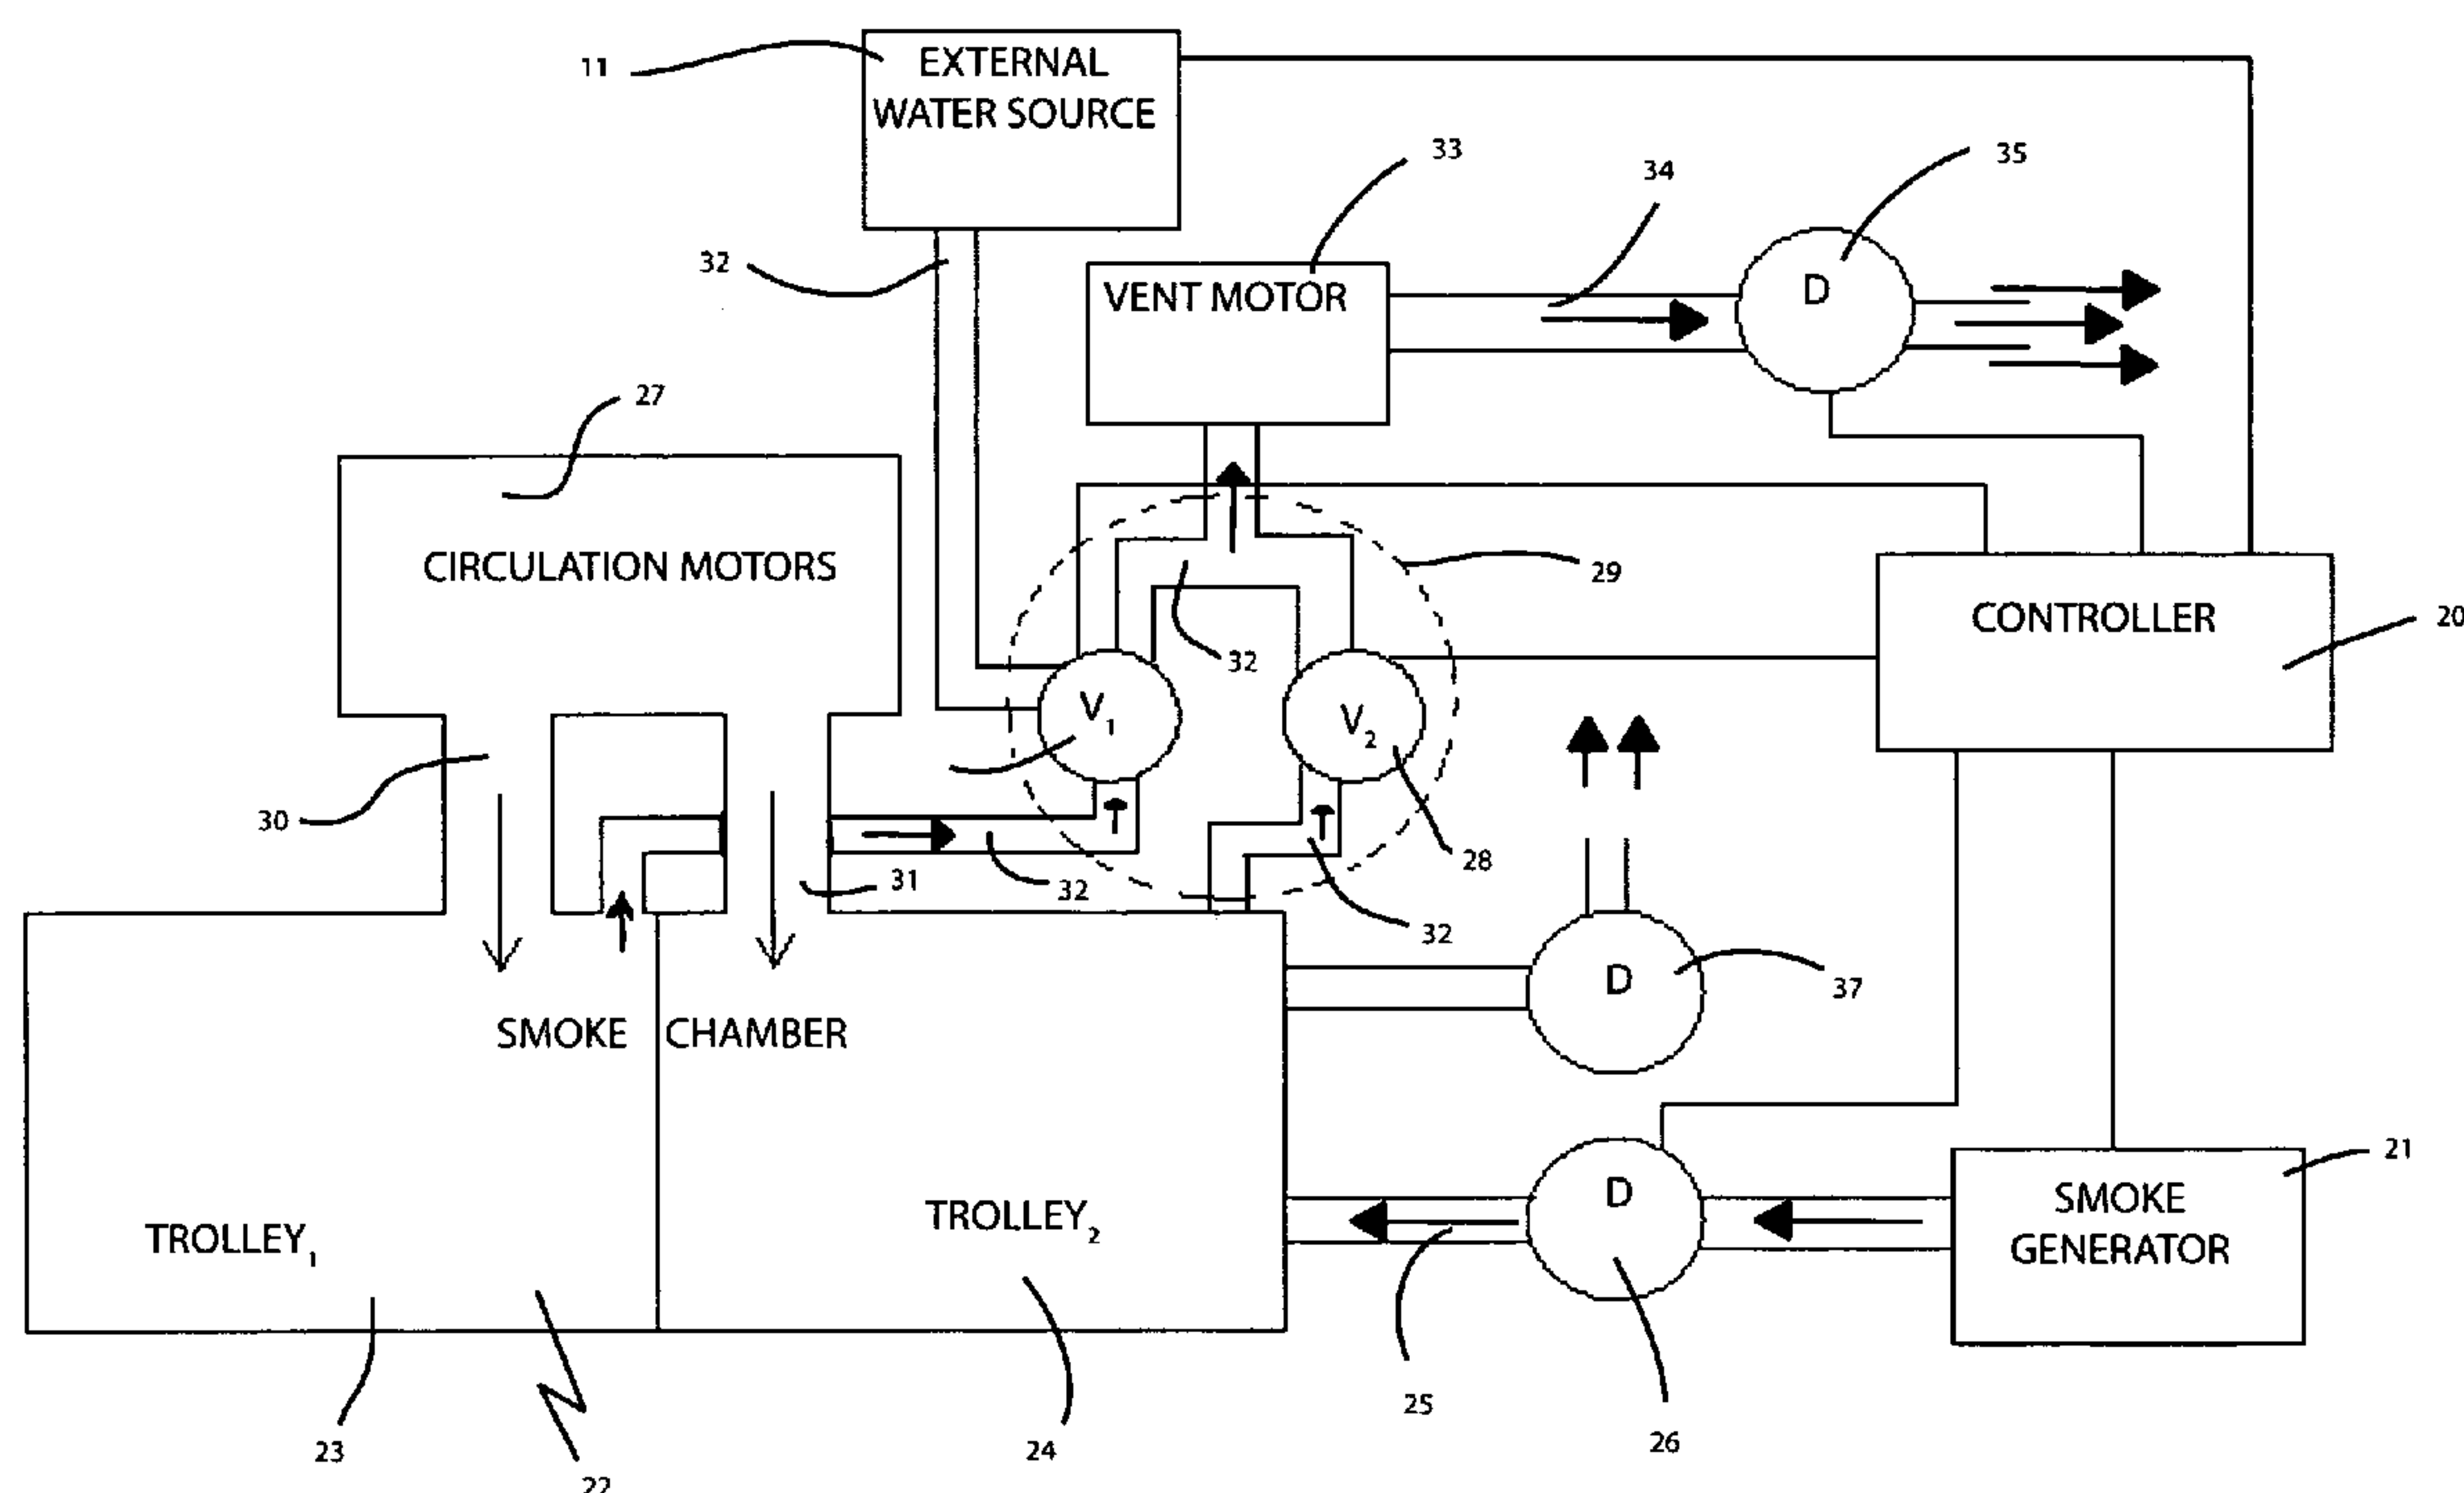 11
EXTERNAL
WATER SOURCE
32
33
34
35
D
VENT MOTOR
27
CIRCULATION MOTORS
29
CONTROLLER
20
32
V1
V2
30
31
32
28
32
D
37
SMOKE CHAMBER
TROLLEY1
TROLLEY2
D
21
SMOKE
GENERATOR
25
26
23
24
22